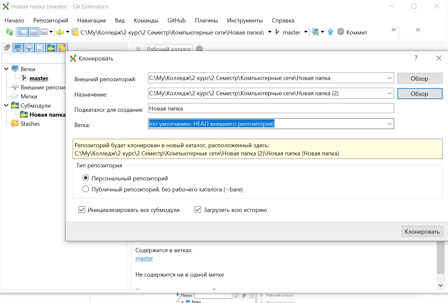 Новая папка (master) - Git Extensions
Начало Репозиторий Навигация Вид Команды GitHub Плагины Инструменты Справка
C:\Му\Колледж\2 курс\2 Семестр\Компьютерные сети\Новая папка\ master Коммит
Рабочий каталог
Ветки
master
Внешние репози
Метки
Субмодули
Новая папка
Stashes
Клонировать
Внешний репозиторий: C:\Му\Колледж\2 курс\2 Семестр\Компьютерные сети\Новая папка Обзор
Назначение: C:\Му\Колледж\2 курс\2 Семестр\Компьютерные сети\Новая папка (2) Обзор
Подкаталог для создания: Новая папка
Ветка: (по умолчанию: HEAD внешнего репозитория)
Репозиторий будет клонирован в новый каталог, расположенный здесь:
C:\Му\Колледж\2 курс\2 Семестр\Компьютерные сети\Новая папка (2)\Новая папка (Новая папка)
Тип репозитория
Персональный репозиторий
Публичный репозиторий, без рабочего каталога (--bare)
Инициализировать все субмодули Загрузить всю историю
Клонировать
Содержится в ветках:
master
Не содержится ни в одной метке